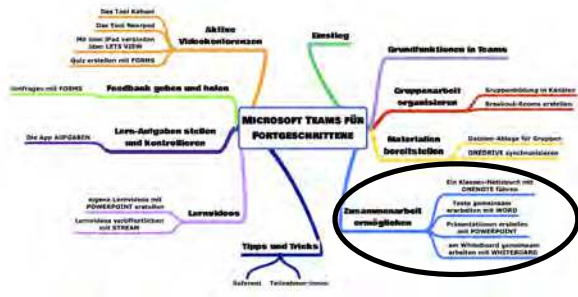 MICROSOFT TEAMS FÜR
FORTGESCHRITTENE
Einstieg
Grundfunktionen in Teams
Gruppenarbeit
organisieren
Gruppenbildung in Kanälen
Breakout-Rooms erstellen
Materialien
bereitstellen
Dateien-Ablage für Gruppen
ONEDRIVE synchronisieren
Zusammenarbeit
ermöglichen
Ein Klassen-Notizbuch mit
ONENOTE führen
Texte gemeinsam
erarbeiten mit WORD
Präsentationen erstellen
mit POWERPOINT
am Whiteboard gemeinsam
arbeiten mit WHITEBOARD
Aktive
Videokonferenzen
Das Tool Kahoot
Das Tool Nearpod
Mit dem iPad verbinden
über LETS VIEW
Quiz erstellen mit FORMS
Feedback geben und holen
Umfragen mit FORMS
Lern-Aufgaben stellen
und Kontrollieren
Die App AUFGABEN
Lernvideos
eigene Lernvideos mit
POWERPOINT erstellen
Lernvideos veröffentlichen
mit STREAM
Tipps und Tricks
Referent
Teilnehmer-innen